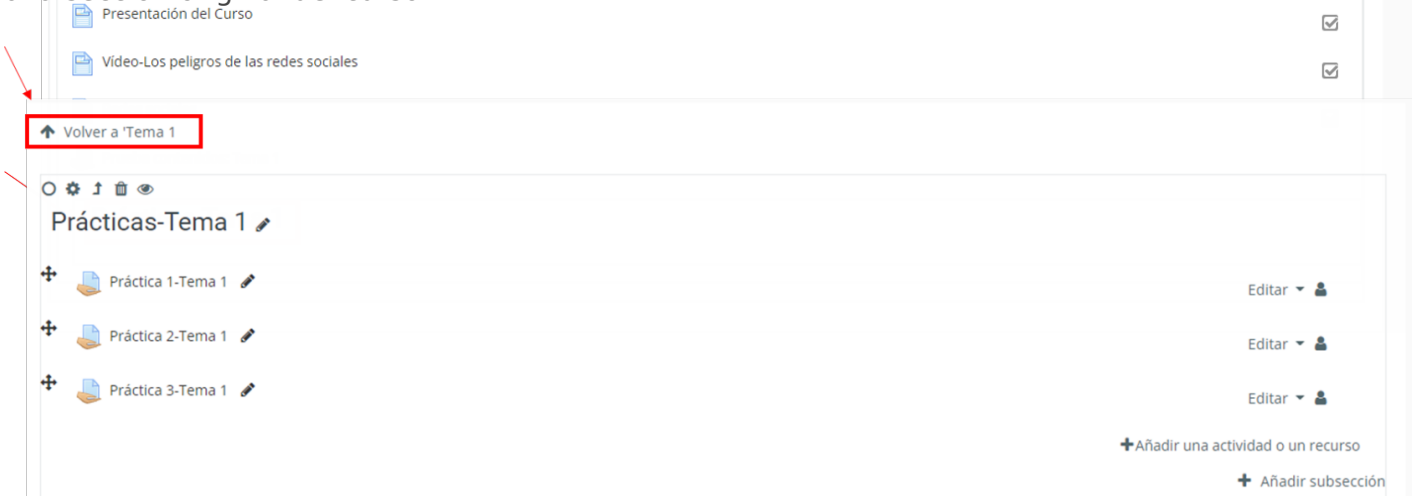 Presentación del Curso
Vídeo-Los peligros de las redes sociales
Volver a 'Tema 1
Prácticas-Tema 1
Práctica 1-Tema 1
Editar
Práctica 2-Tema 1
Editar
Práctica 3-Tema 1
Editar
+Añadir una actividad o un recurso
+ Añadir subsección